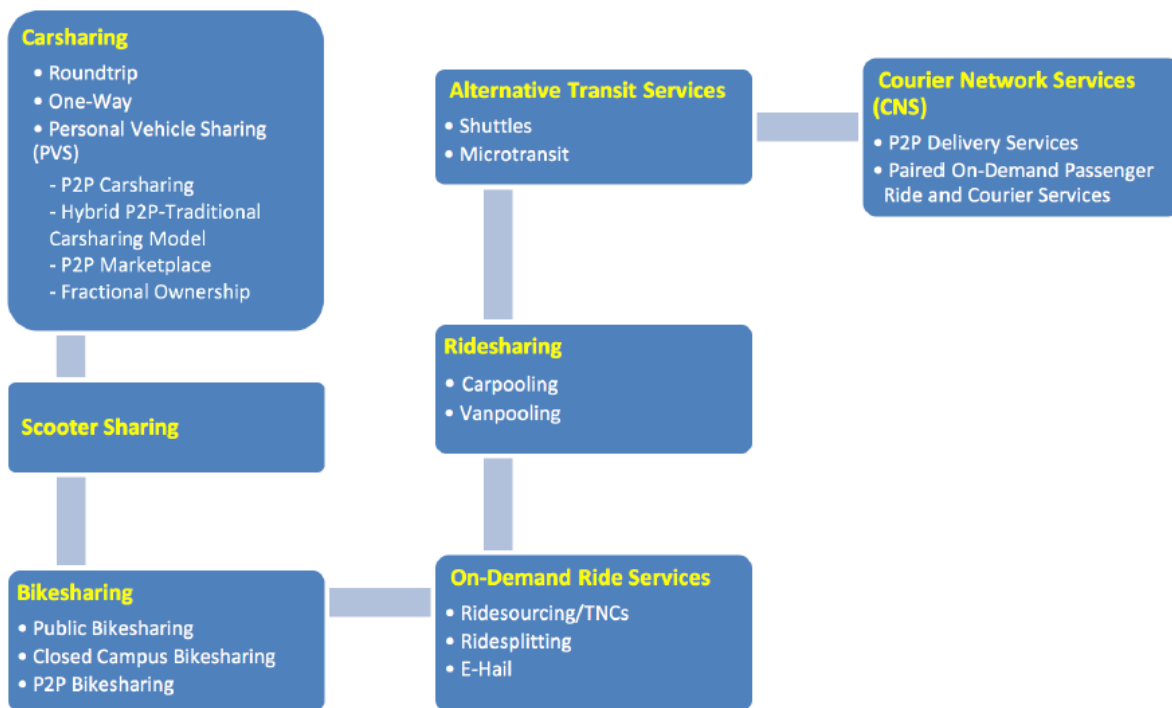 Carsharing
• Roundtrip
• One-Way
• Personal Vehicle Sharing
(PVS)
- P2P Carsharing
- Hybrid P2P-Traditional
Carsharing Model
- P2P Marketplace
- Fractional Ownership
Scooter Sharing
Bikesharing
• Public Bikesharing
• Closed Campus Bikesharing
• P2P Bikesharing
On-Demand Ride Services
• Ridesourcing/TNCs
• Ridesplitting
• E-Hail
Ridesharing
• Carpooling
• Vanpooling
Alternative Transit Services
• Shuttles
• Microtransit
Courier Network Services
(CNS)
• P2P Delivery Services
• Paired On-Demand Passenger
Ride and Courier Services